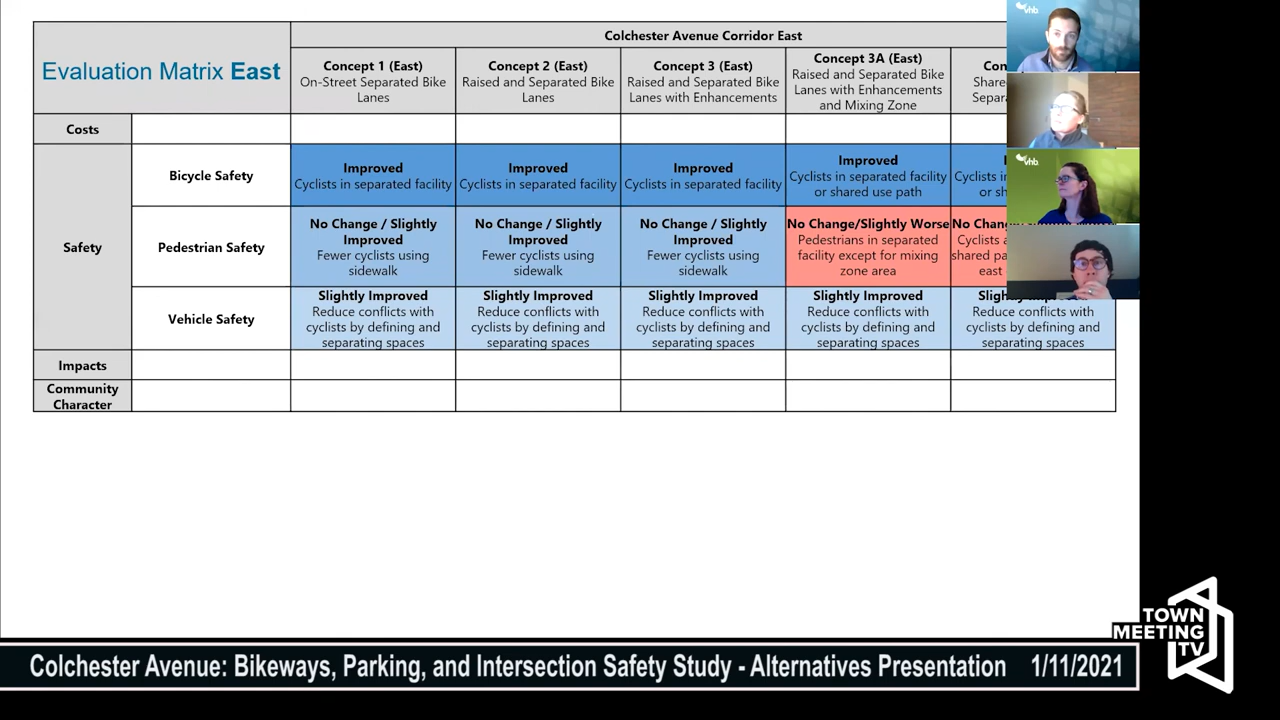 vhb
Colchester Avenue Corridor East
Evaluation Matrix East
Concept 1 (East)
On-Street Separated Bike
Lanes
Concept 2 (East)
Raised and Separated Bike
Lanes
Concept 3 (East)
Raised and Separated Bike
Lanes with Enhancements
Concept 3A (East)
Raised and Separated Bike
Lanes with Enhancements
and Mixing Zone
Costs
Safety
Bicycle Safety
Improved
Cyclists in separated facility
Improved
Cyclists in separated facility
Improved
Cyclists in separated facility
Improved
Cyclists in separated facility
or shared use path
Cyclists
or
vhb
Pedestrian Safety
No Change / Slightly
Improved
Fewer cyclists using
sidewalk
No Change / Slightly
Improved
Fewer cyclists using
sidewalk
No Change / Slightly
Improved
Fewer cyclists using
sidewalk
No Change/Slightly Worse
Pedestrians in separated
facility except for mixing
zone area
No
Cyclists
shared
east
Vehicle Safety
Slightly Improved
Reduce conflicts with
cyclists by defining and
separating spaces
Slightly Improved
Reduce conflicts with
cyclists by defining and
separating spaces
Slightly Improved
Reduce conflicts with
cyclists by defining and
separating spaces
Slightly Improved
Reduce conflicts with
cyclists by defining and
separating spaces
Reduce conflicts with
cyclists by defining and
separating spaces
Impacts
Community
Character
TOWN
MEETING
TV
Colchester Avenue: Bikeways, Parking, and Intersection Safety Study - Alternatives Presentation 1/11/2021